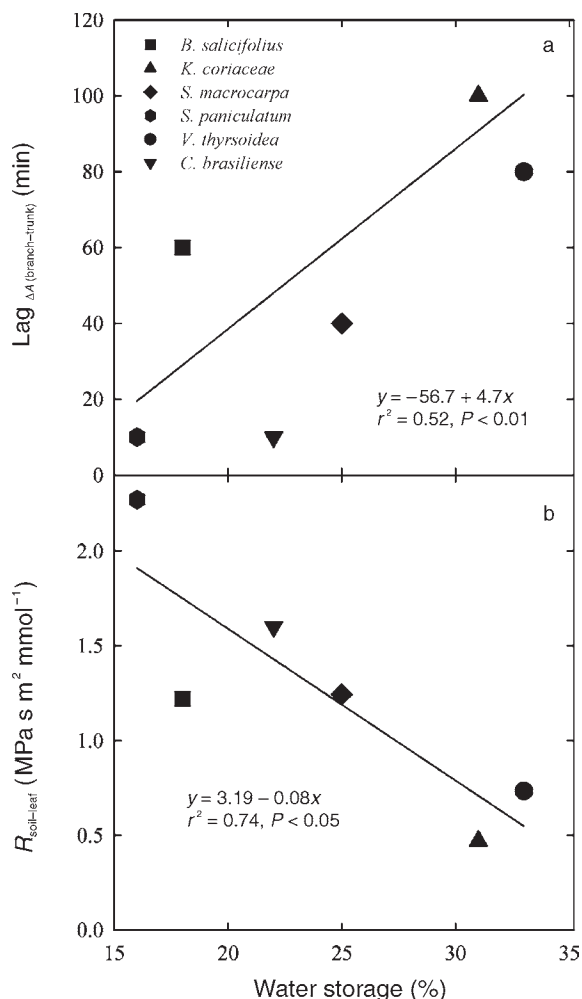 120
100
80
60
40
20
0
Lag ΔA (branch–trunk) (min)
a
B. salicifolius
K. coriaceae
S. macrocarpa
S. paniculatum
V. thyrsoidea
C. brasiliense
y = −56.7 + 4.7x
r² = 0.52, P < 0.01
b
2.0
1.5
1.0
0.5
0.0
R soil–leaf (MPa s m² mmol⁻¹)
y = 3.19 − 0.08x
r² = 0.74, P < 0.05
15 20 25 30 35
Water storage (%)